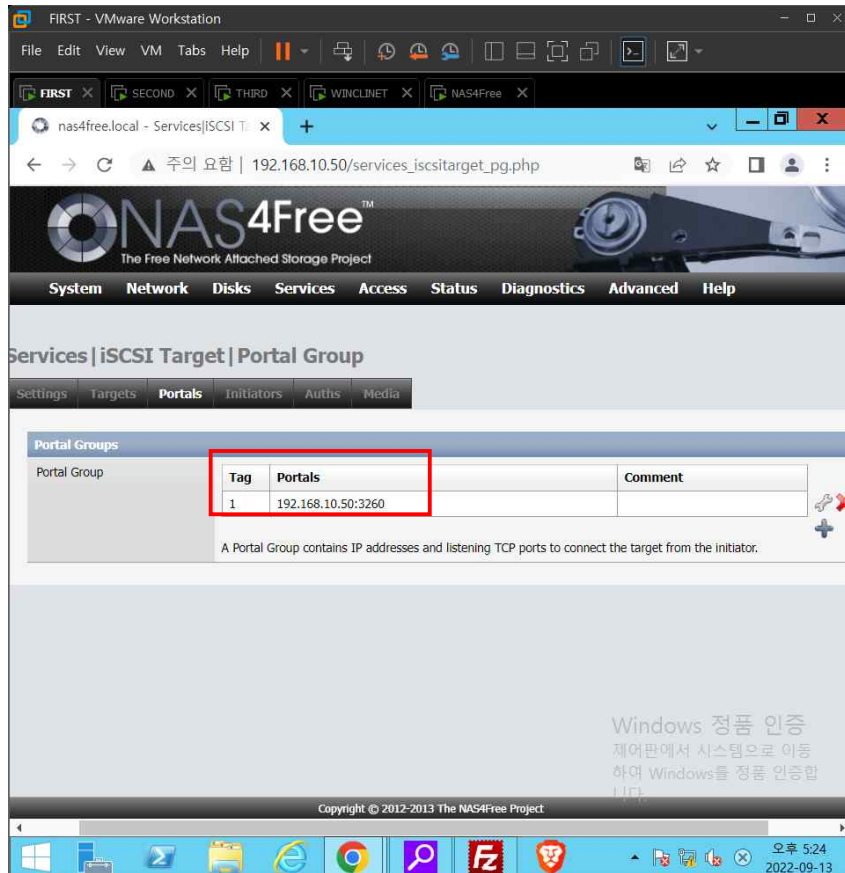 FIRST - VMware Workstation
File Edit View VM Tabs Help
FIRST SECOND THIRD WINCLINET NAS4Free
nas4free.local - Services|iSCSI T
주의 요함 | 192.168.10.50/services_iscsitarget_pg.php
NAS4Free™
The Free Network Attached Storage Project
System Network Disks Services Access Status Diagnostics Advanced Help
Services|iSCSI Target|Portal Group
Settings Targets Portals Initiators Auths Media
Portal Groups
Portal Group
Tag Portals Comment
1 192.168.10.50:3260
A Portal Group contains IP addresses and listening TCP ports to connect the target from the initiator.
Windows 정품 인증
제어판에서 시스템으로 이동
하여 Windows를 정품 인증합
니다.
Copyright © 2012-2013 The NAS4Free Project
오후 5:24
2022-09-13